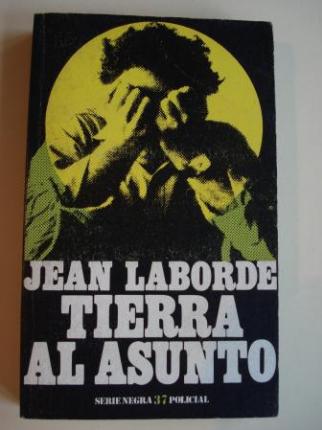 JEAN LABORDE
TIERRA
AL ASUNTO
SERIE NEGRA 37 POLICIAL